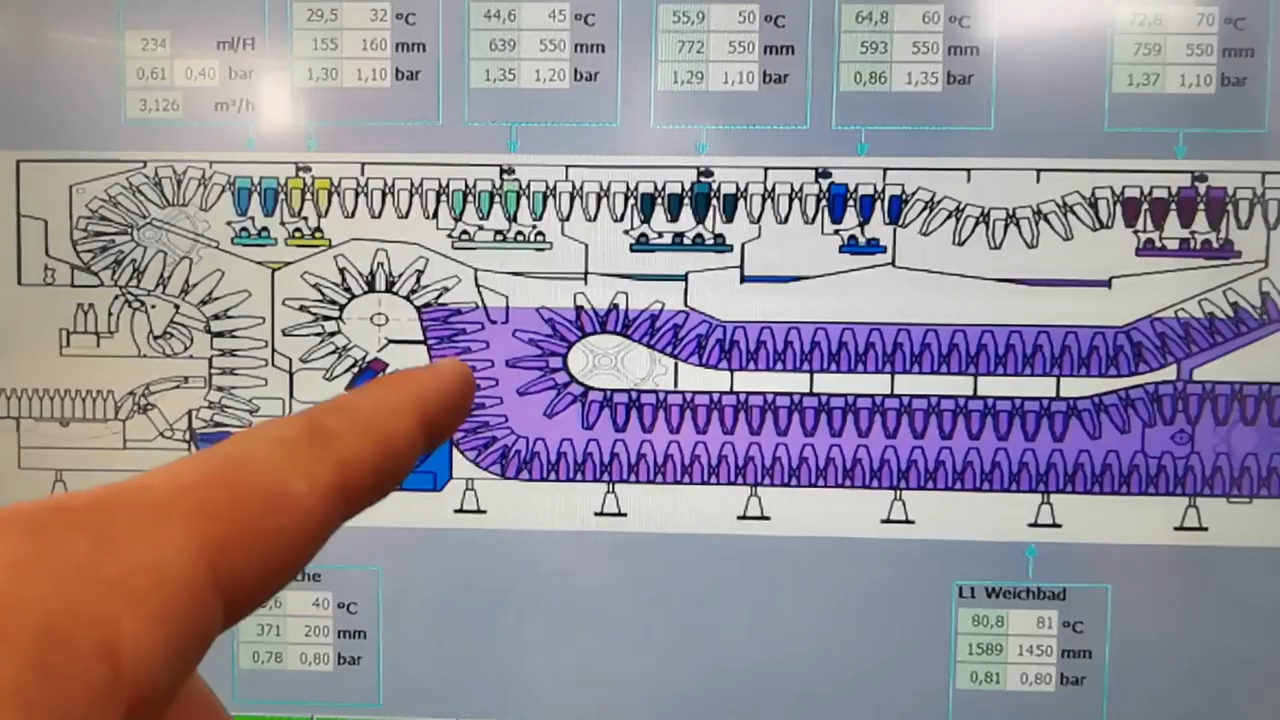 29,5 32 °C
155 160 mm
1,30 1,10 bar
44,6 45 °C
639 550 mm
1,35 1,20 bar
55,9 50 °C
772 550 mm
1,29 1,10 bar
64,8 60 °C
593 550 mm
0,86 1,35 bar
70 °C
759 550 mm
1,37 1,10 bar
234 ml/Fl
0,61 0,40 bar
3,126 m³/h
40 °C
371 200 mm
0,78 0,80 bar
L1 Weichbad
80,8 81 °C
1589 1450 mm
0,81 0,80 bar